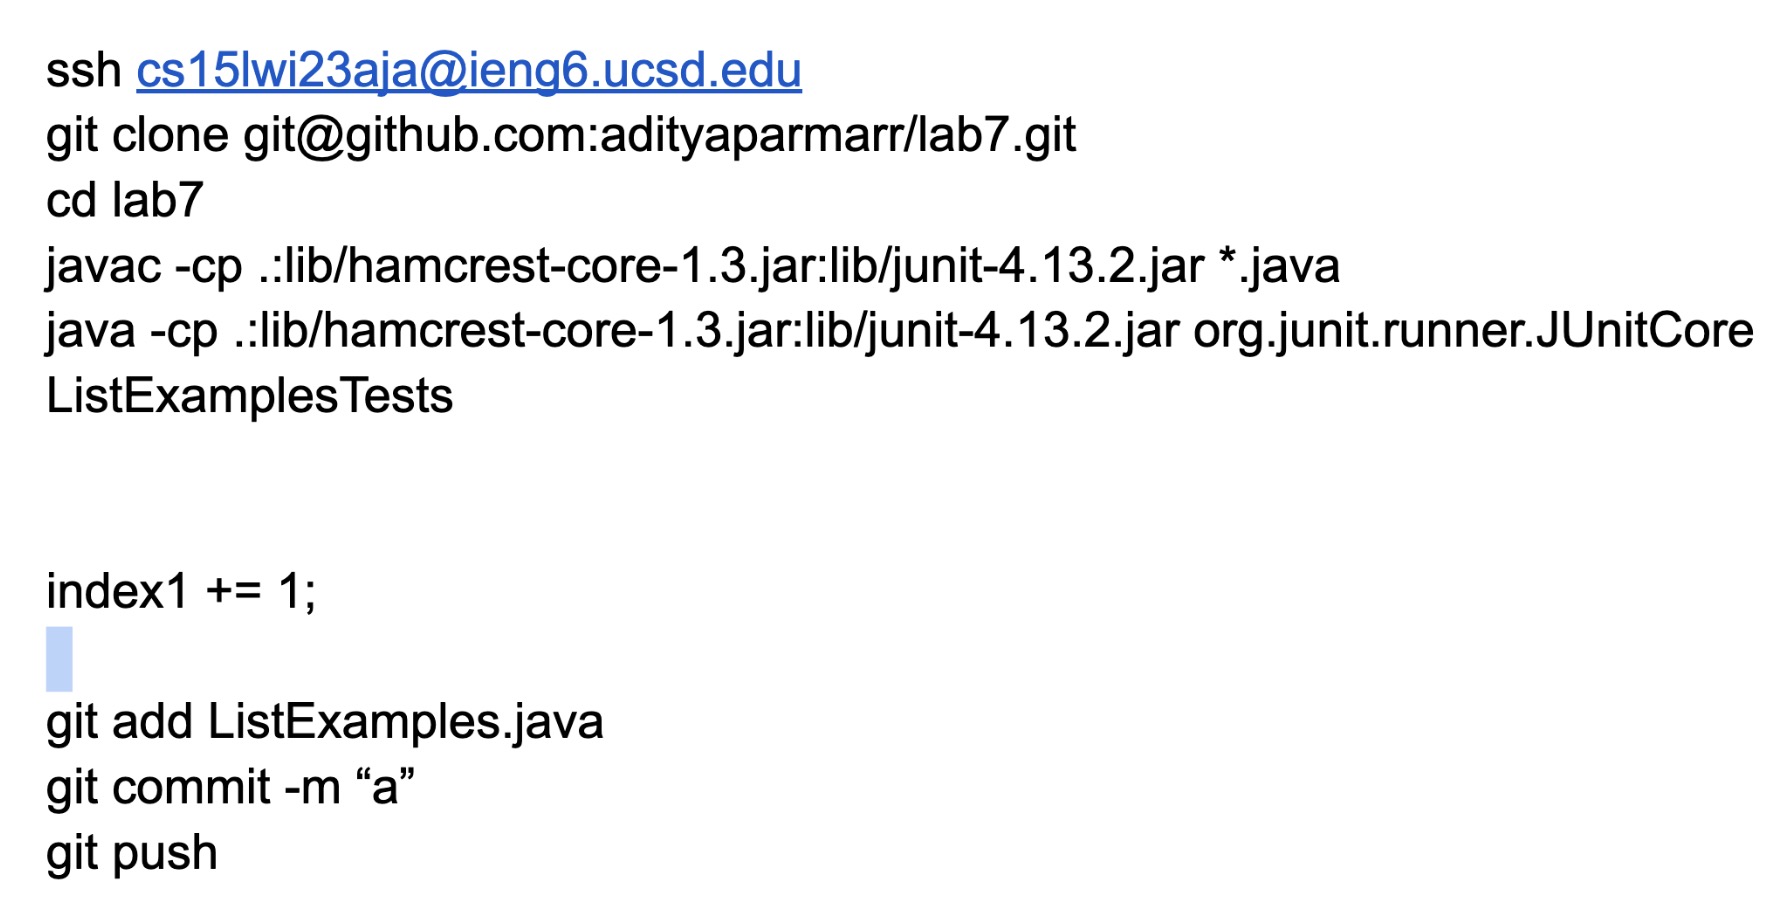 ssh cs15lwi23aja@ieng6.ucsd.edu
git clone git@github.com:adityaparmarr/lab7.git
cd lab7
javac -cp .:lib/hamcrest-core-1.3.jar:lib/junit-4.13.2.jar *.java
java -cp .:lib/hamcrest-core-1.3.jar:lib/junit-4.13.2.jar org.junit.runner.JUnitCore
ListExamplesTests
index1 += 1;
git add ListExamples.java
git commit -m “a”
git push